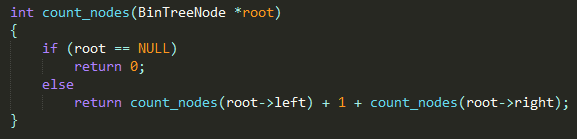 int count_nodes(BinTreeNode *root)
{
    if (root == NULL)
        return 0;
    else
        return count_nodes(root->left) + 1 + count_nodes(root->right);
}